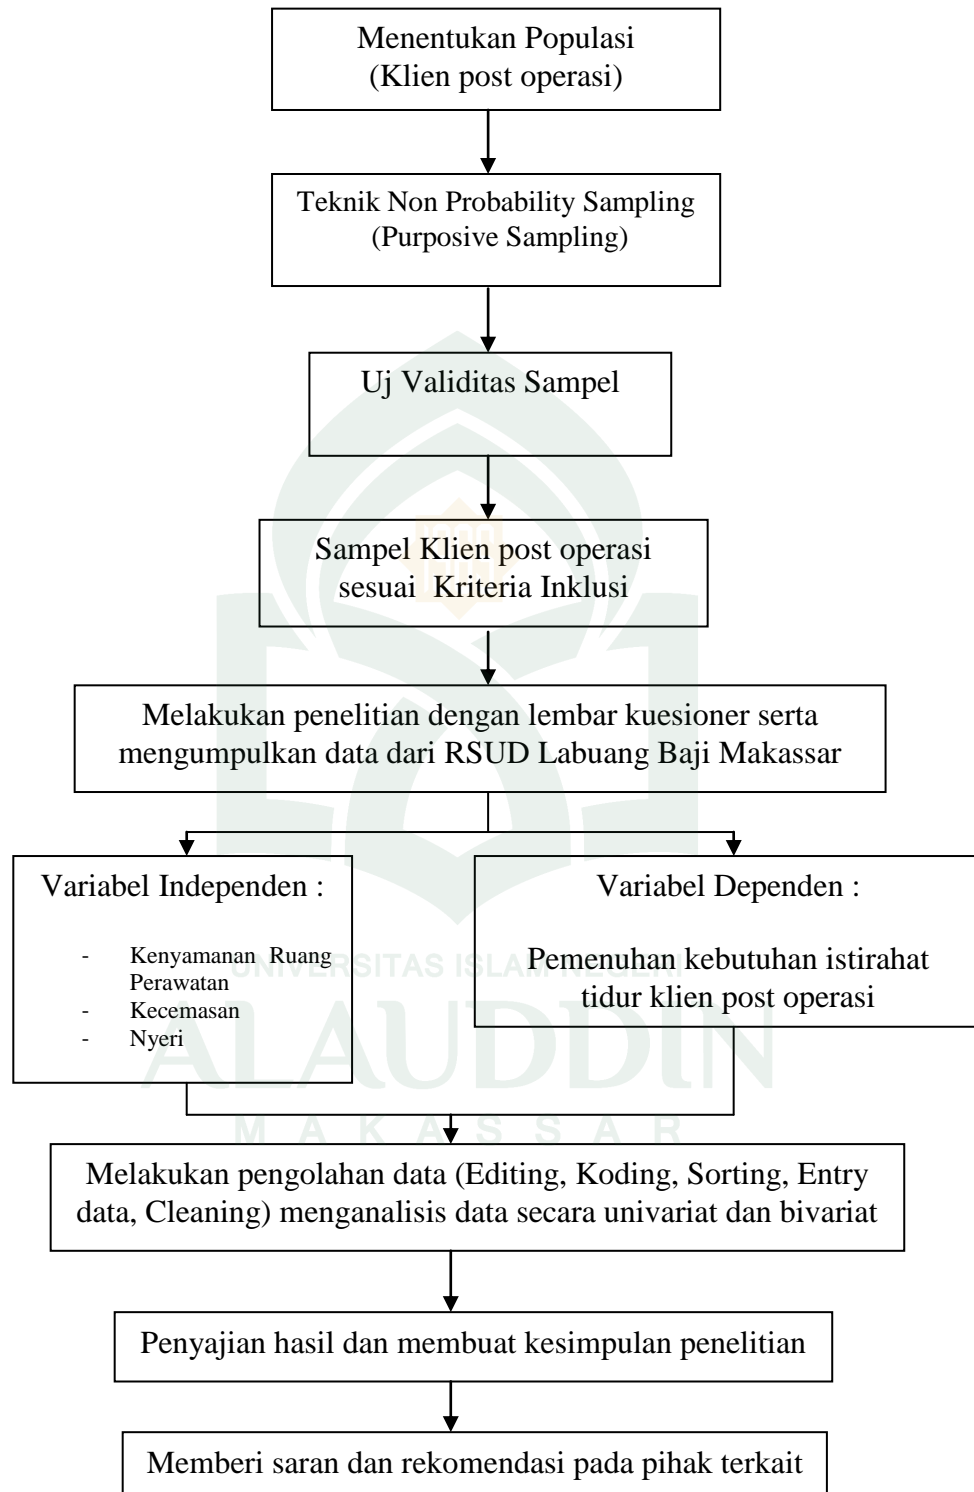 Menentukan Populasi
(Klien post operasi)
Teknik Non Probability Sampling
(Purposive Sampling)
Uj Validitas Sampel
Sampel Klien post operasi
sesuai Kriteria Inklusi
Melakukan penelitian dengan lembar kuesioner serta
mengumpulkan data dari RSUD Labuang Baji Makassar
Variabel Independen :
- Kenyamanan Ruang
Perawatan
- Kecemasan
- Nyeri
Variabel Dependen :
Pemenuhan kebutuhan istirahat
tidur klien post operasi
UNIVERSITAS ISLAM NEGERI
ALAUDDIN
MAKASSAR
Melakukan pengolahan data (Editing, Koding, Sorting, Entry
data, Cleaning) menganalisis data secara univariat dan bivariat
Penyajian hasil dan membuat kesimpulan penelitian
Memberi saran dan rekomendasi pada pihak terkait